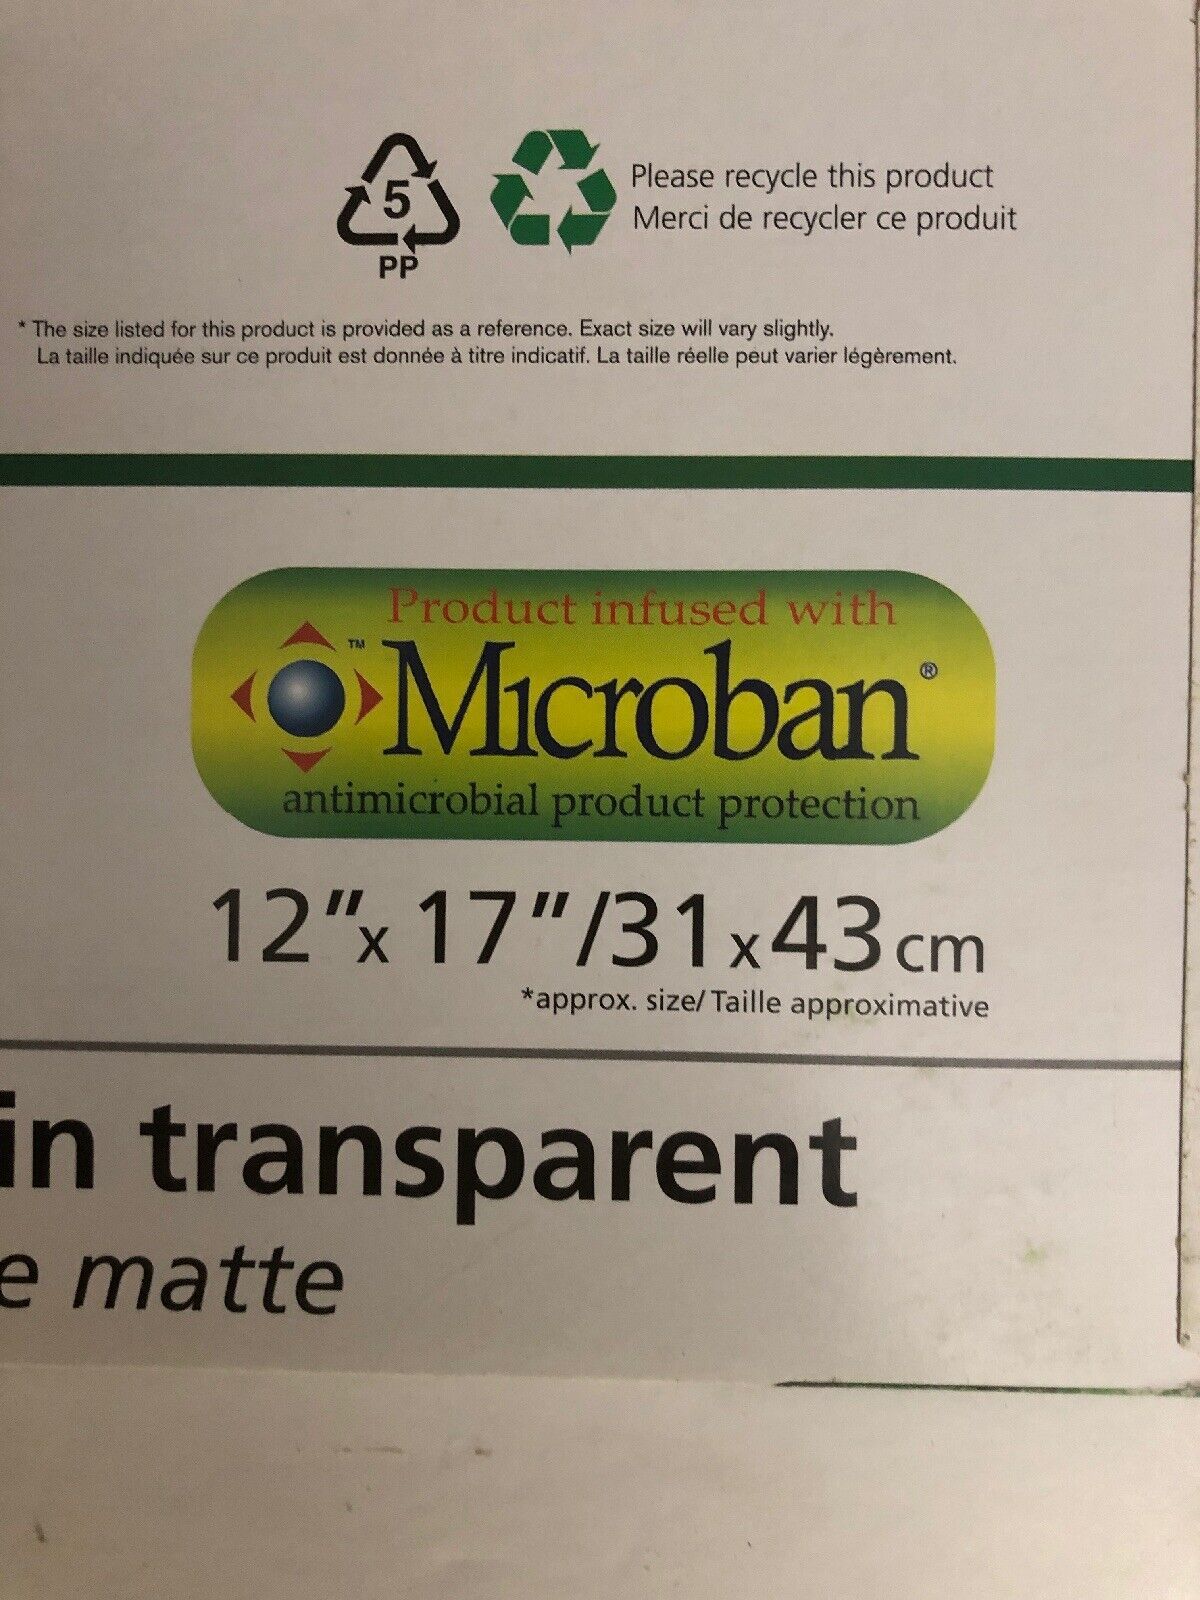 5
PP
Please recycle this product
Merci de recycler ce produit
* The size listed for this product is provided as a reference. Exact size will vary slightly.
La taille indiquée sur ce produit est donnée à titre indicatif. La taille réelle peut varier légèrement.
Product infused with
™ Microban®
antimicrobial product protection
12"x 17"/31x43cm
*approx. size/ Taille approximative
in transparent
e matte